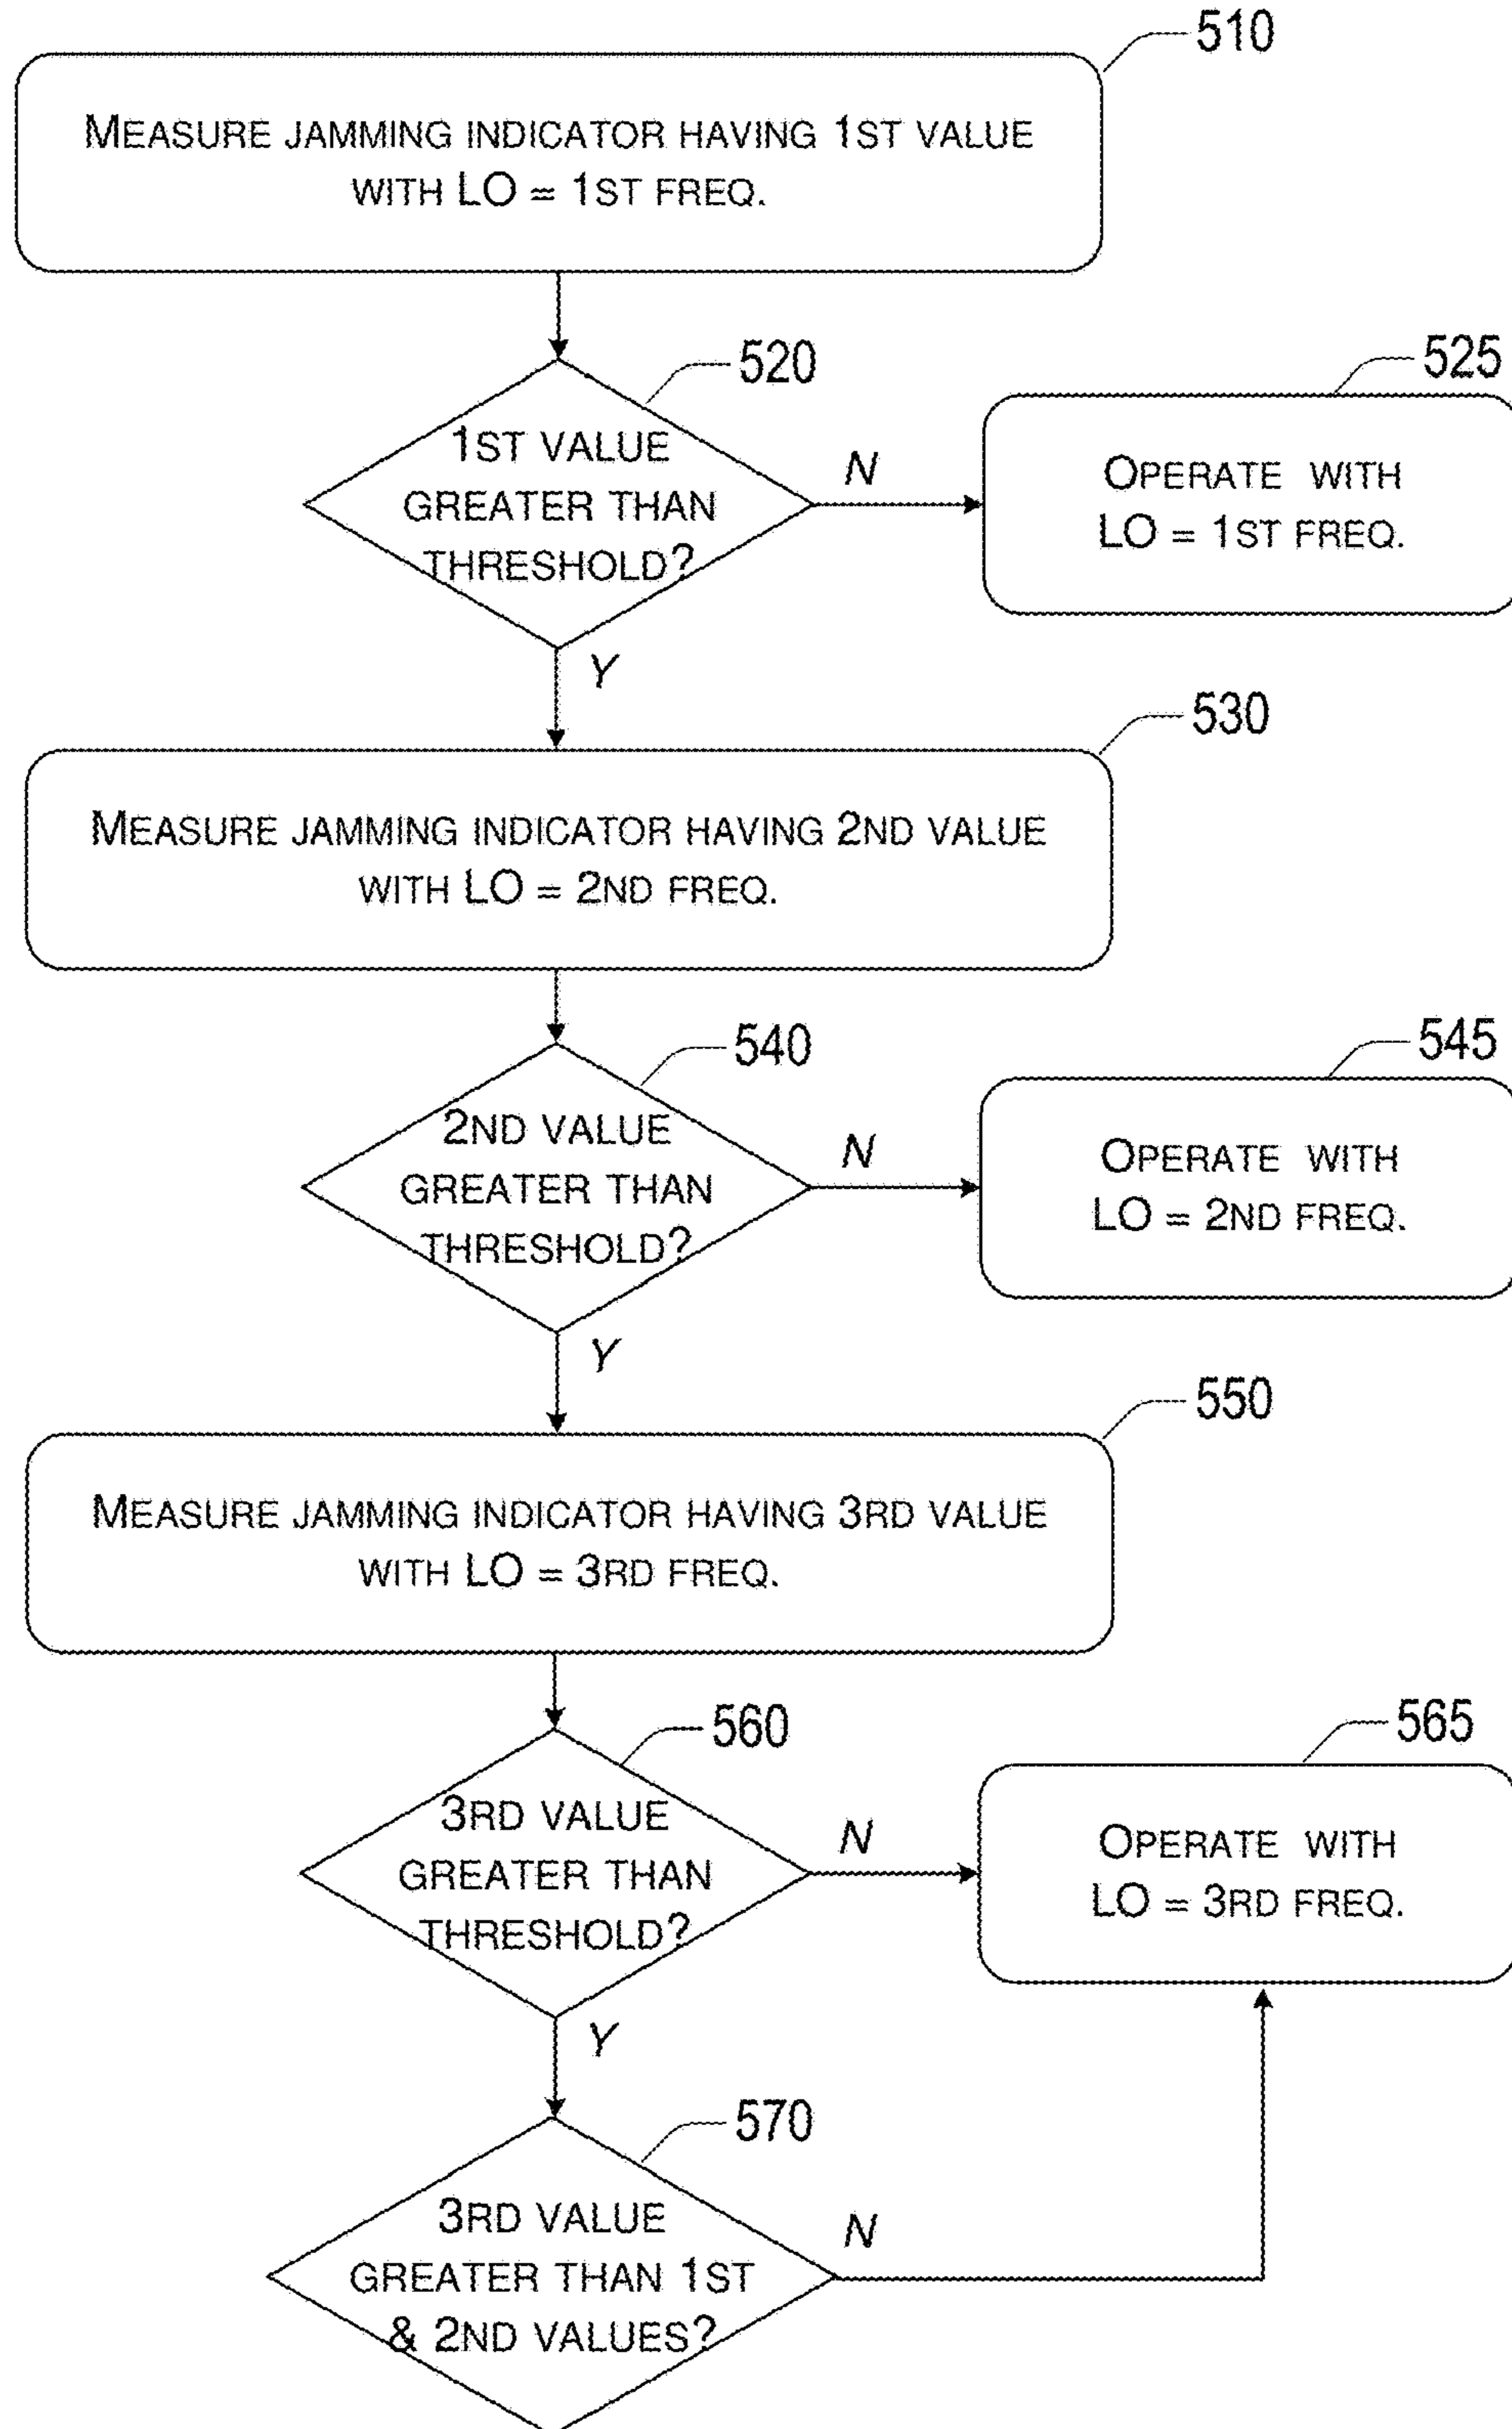 510
MEASURE JAMMING INDICATOR HAVING 1ST VALUE
WITH LO = 1ST FREQ.
520
1ST VALUE
GREATER THAN
THRESHOLD?
N
525
OPERATE WITH
LO = 1ST FREQ.
Y
530
MEASURE JAMMING INDICATOR HAVING 2ND VALUE
WITH LO = 2ND FREQ.
540
2ND VALUE
GREATER THAN
THRESHOLD?
N
545
OPERATE WITH
LO = 2ND FREQ.
Y
550
MEASURE JAMMING INDICATOR HAVING 3RD VALUE
WITH LO = 3RD FREQ.
560
3RD VALUE
GREATER THAN
THRESHOLD?
N
565
OPERATE WITH
LO = 3RD FREQ.
Y
570
3RD VALUE
GREATER THAN 1ST
& 2ND VALUES?
N